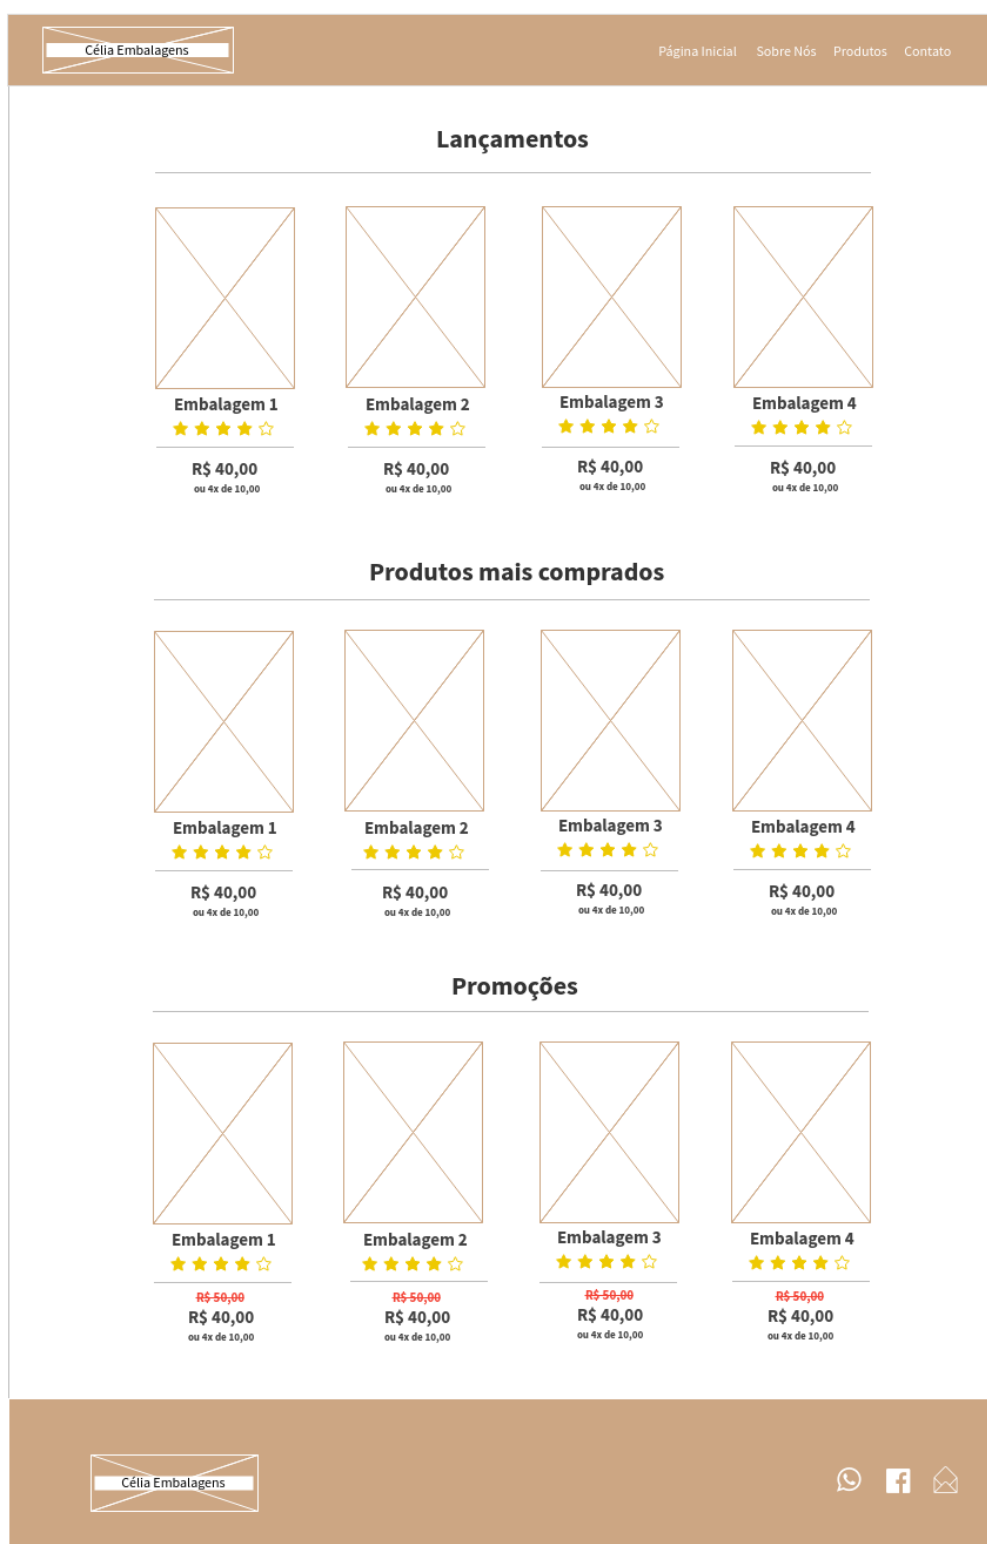 Célia Embalagens
Página Inicial Sobre Nós Produtos Contato
Lançamentos
Embalagem 1 Embalagem 2 Embalagem 3 Embalagem 4
R$ 40,00 R$ 40,00 R$ 40,00 R$ 40,00
ou 4x de 10,00 ou 4x de 10,00 ou 4x de 10,00 ou 4x de 10,00
Produtos mais comprados
Embalagem 1 Embalagem 2 Embalagem 3 Embalagem 4
R$ 40,00 R$ 40,00 R$ 40,00 R$ 40,00
ou 4x de 10,00 ou 4x de 10,00 ou 4x de 10,00 ou 4x de 10,00
Promoções
Embalagem 1 Embalagem 2 Embalagem 3 Embalagem 4
R$ 50,00 R$ 50,00 R$ 50,00 R$ 50,00
R$ 40,00 R$ 40,00 R$ 40,00 R$ 40,00
ou 4x de 10,00 ou 4x de 10,00 ou 4x de 10,00 ou 4x de 10,00
Célia Embalagens